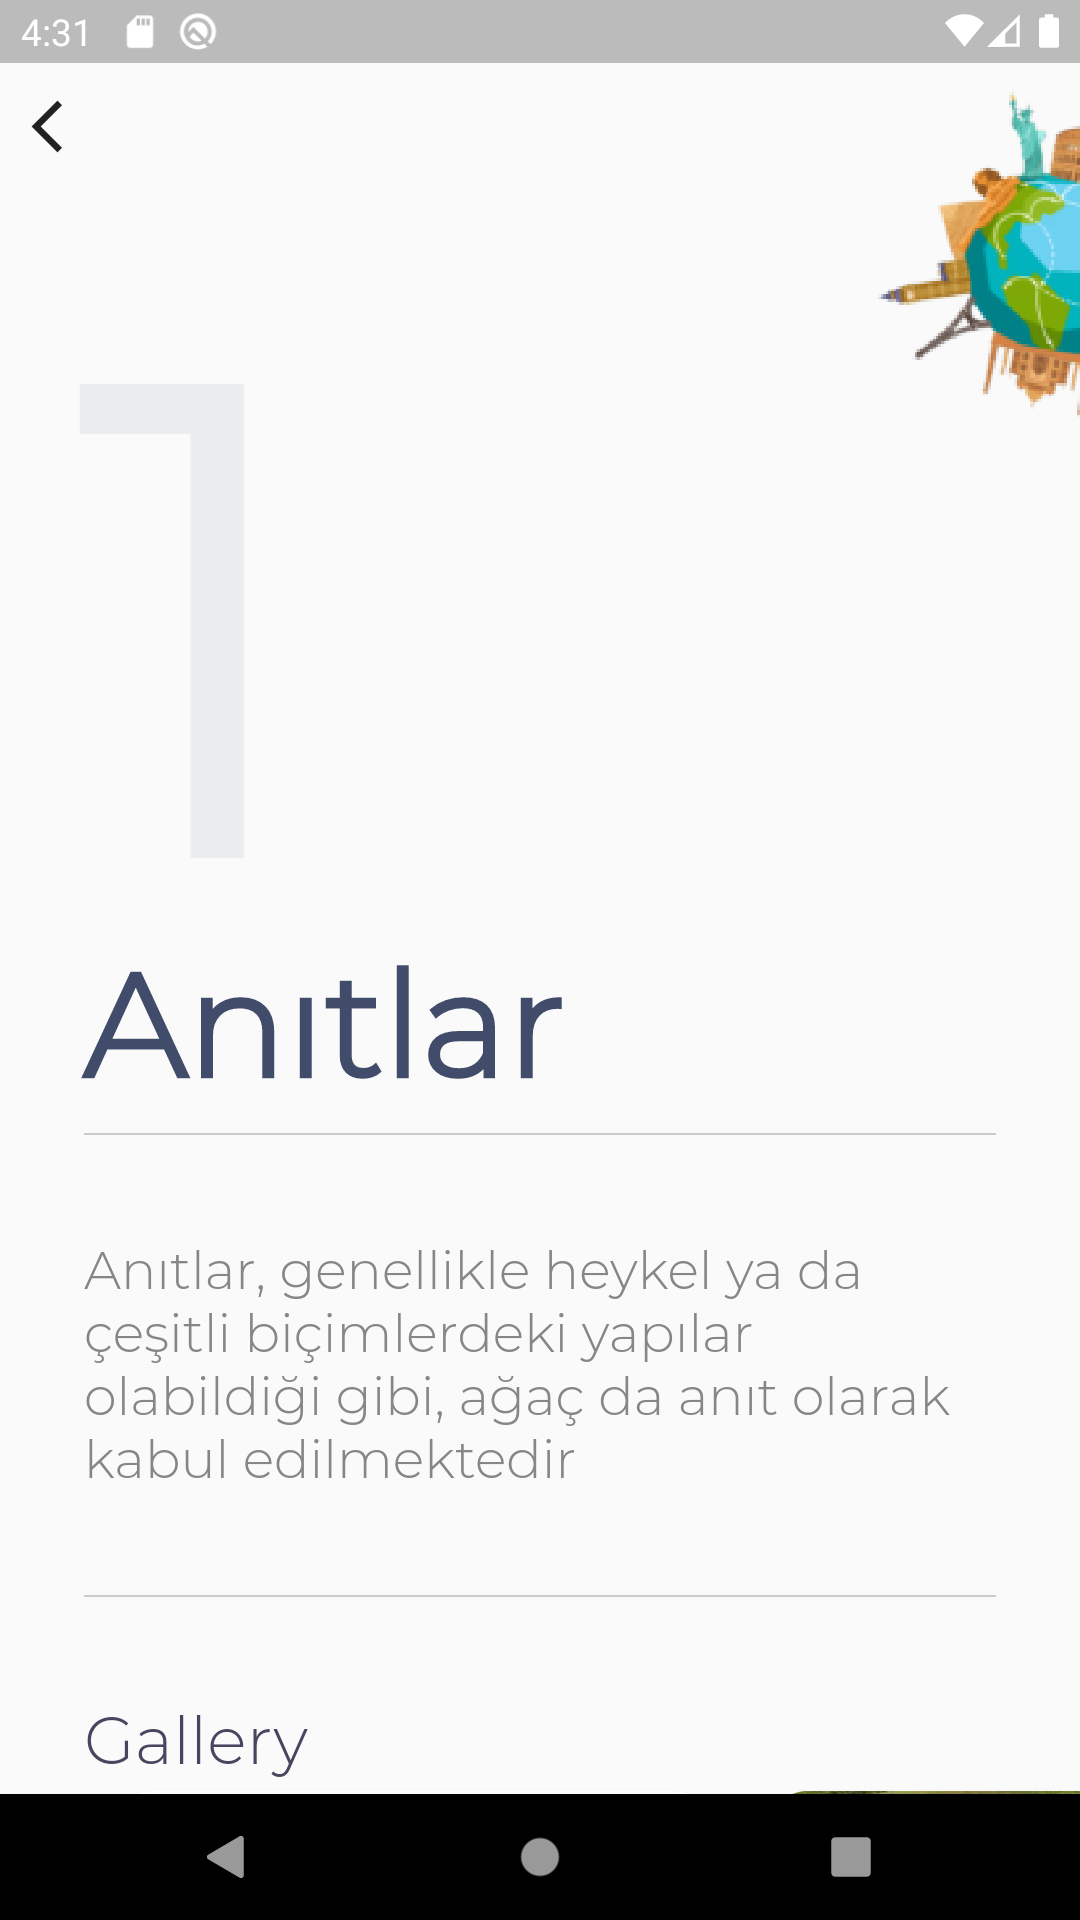 4:31
1
Anıtlar
Anıtlar, genellikle heykel ya da
çeşitli biçimlerdeki yapılar
olabildiği gibi, ağaç da anıt olarak
kabul edilmektedir
Gallery